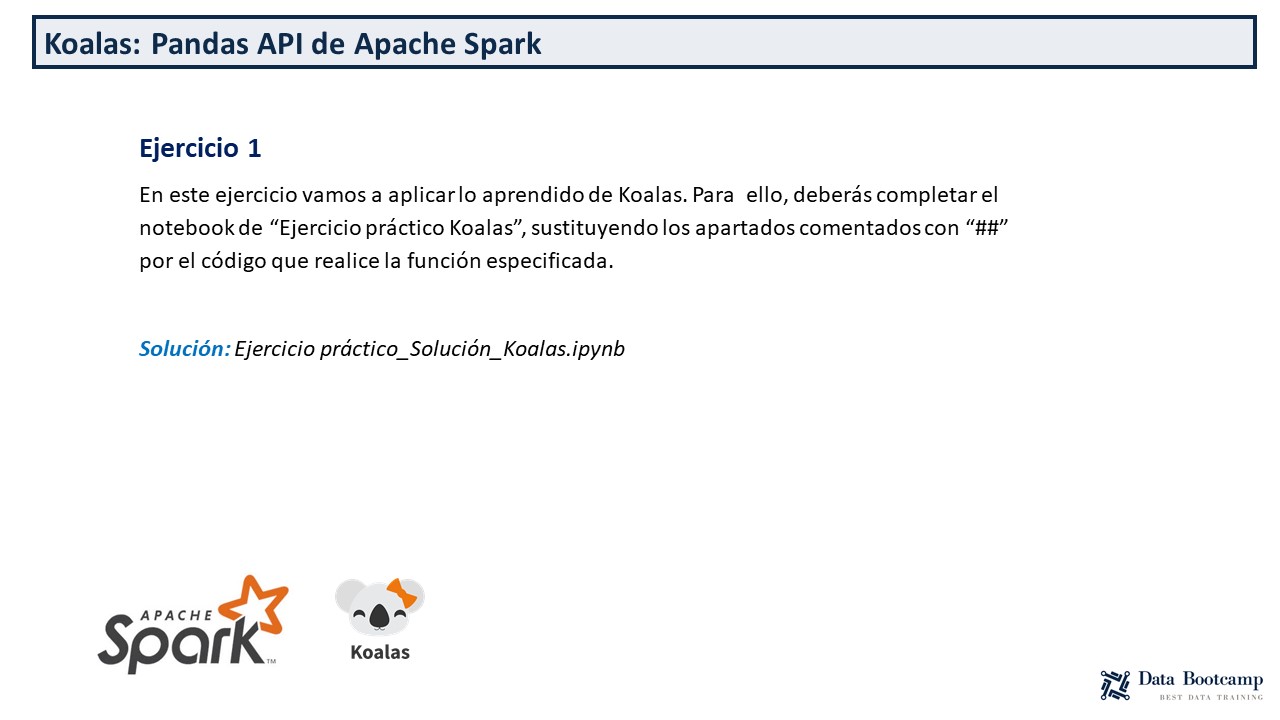 Koalas: Pandas API de Apache Spark
Ejercicio 1
En este ejercicio vamos a aplicar lo aprendido de Koalas. Para ello, deberás completar el
notebook de “Ejercicio práctico Koalas”, sustituyendo los apartados comentados con “##”
por el código que realice la función especificada.
Solución: Ejercicio práctico_Solución_Koalas.ipynb
APACHE
Spark™
Koalas
Data Bootcamp
BEST DATA TRAINING